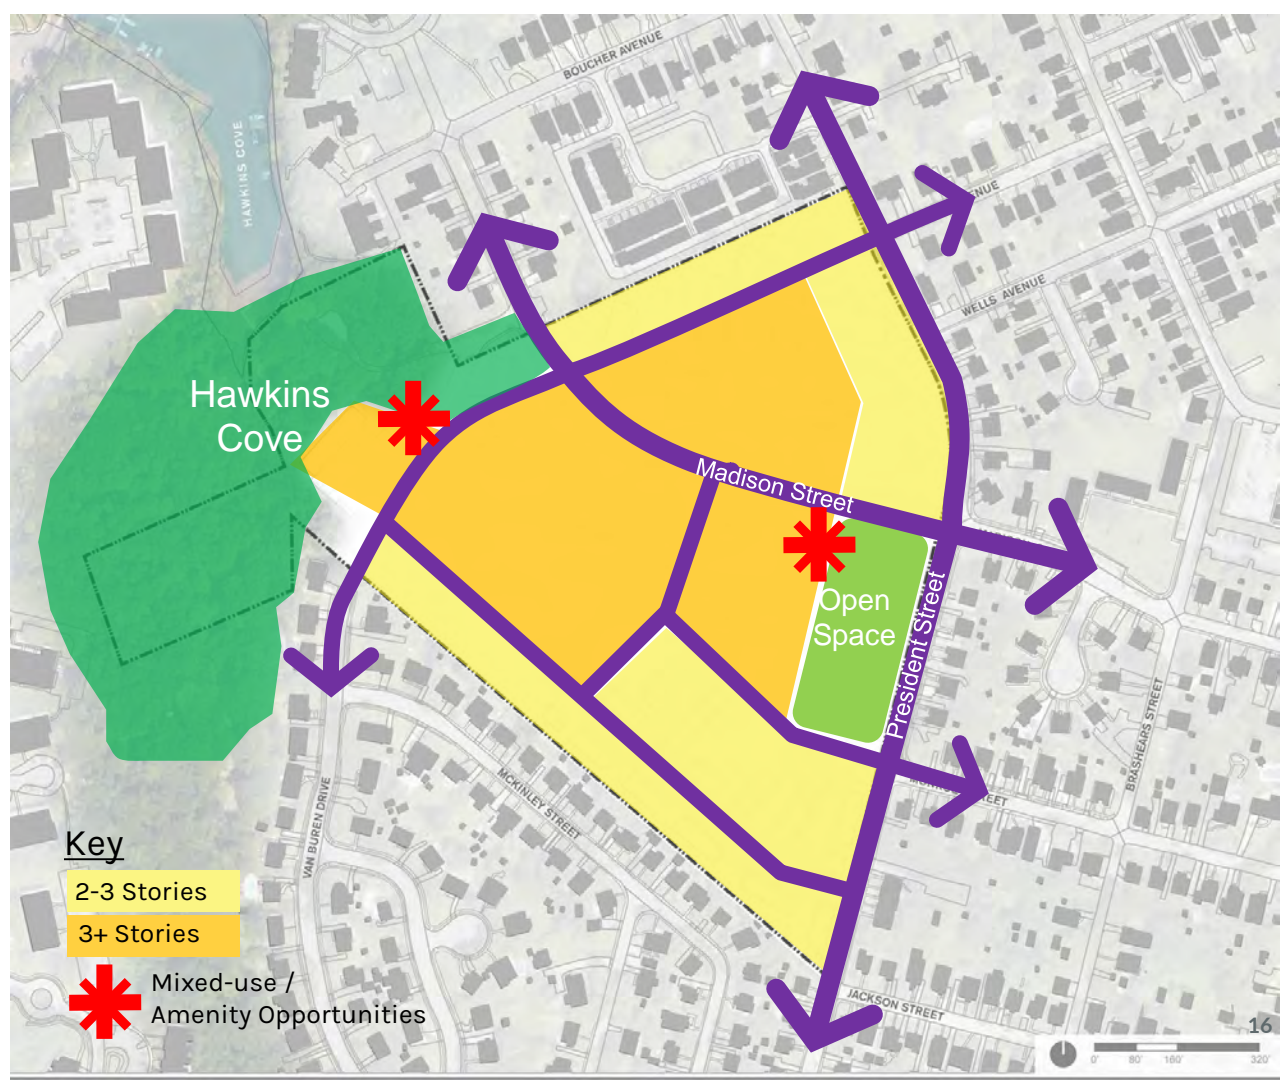 BOUCHER AVENUE
HAWKINS COVE
WELLS AVENUE
Hawkins
Cove
Madison Street
Open
Space
President Street
BRASHEARS STREET
STREET
MCKINLEY STREET
VAN BUREN DRIVE
Key
2-3 Stories
3+ Stories
Mixed-use /
Amenity Opportunities
JACKSON STREET
16
0'
80'
160'
320'